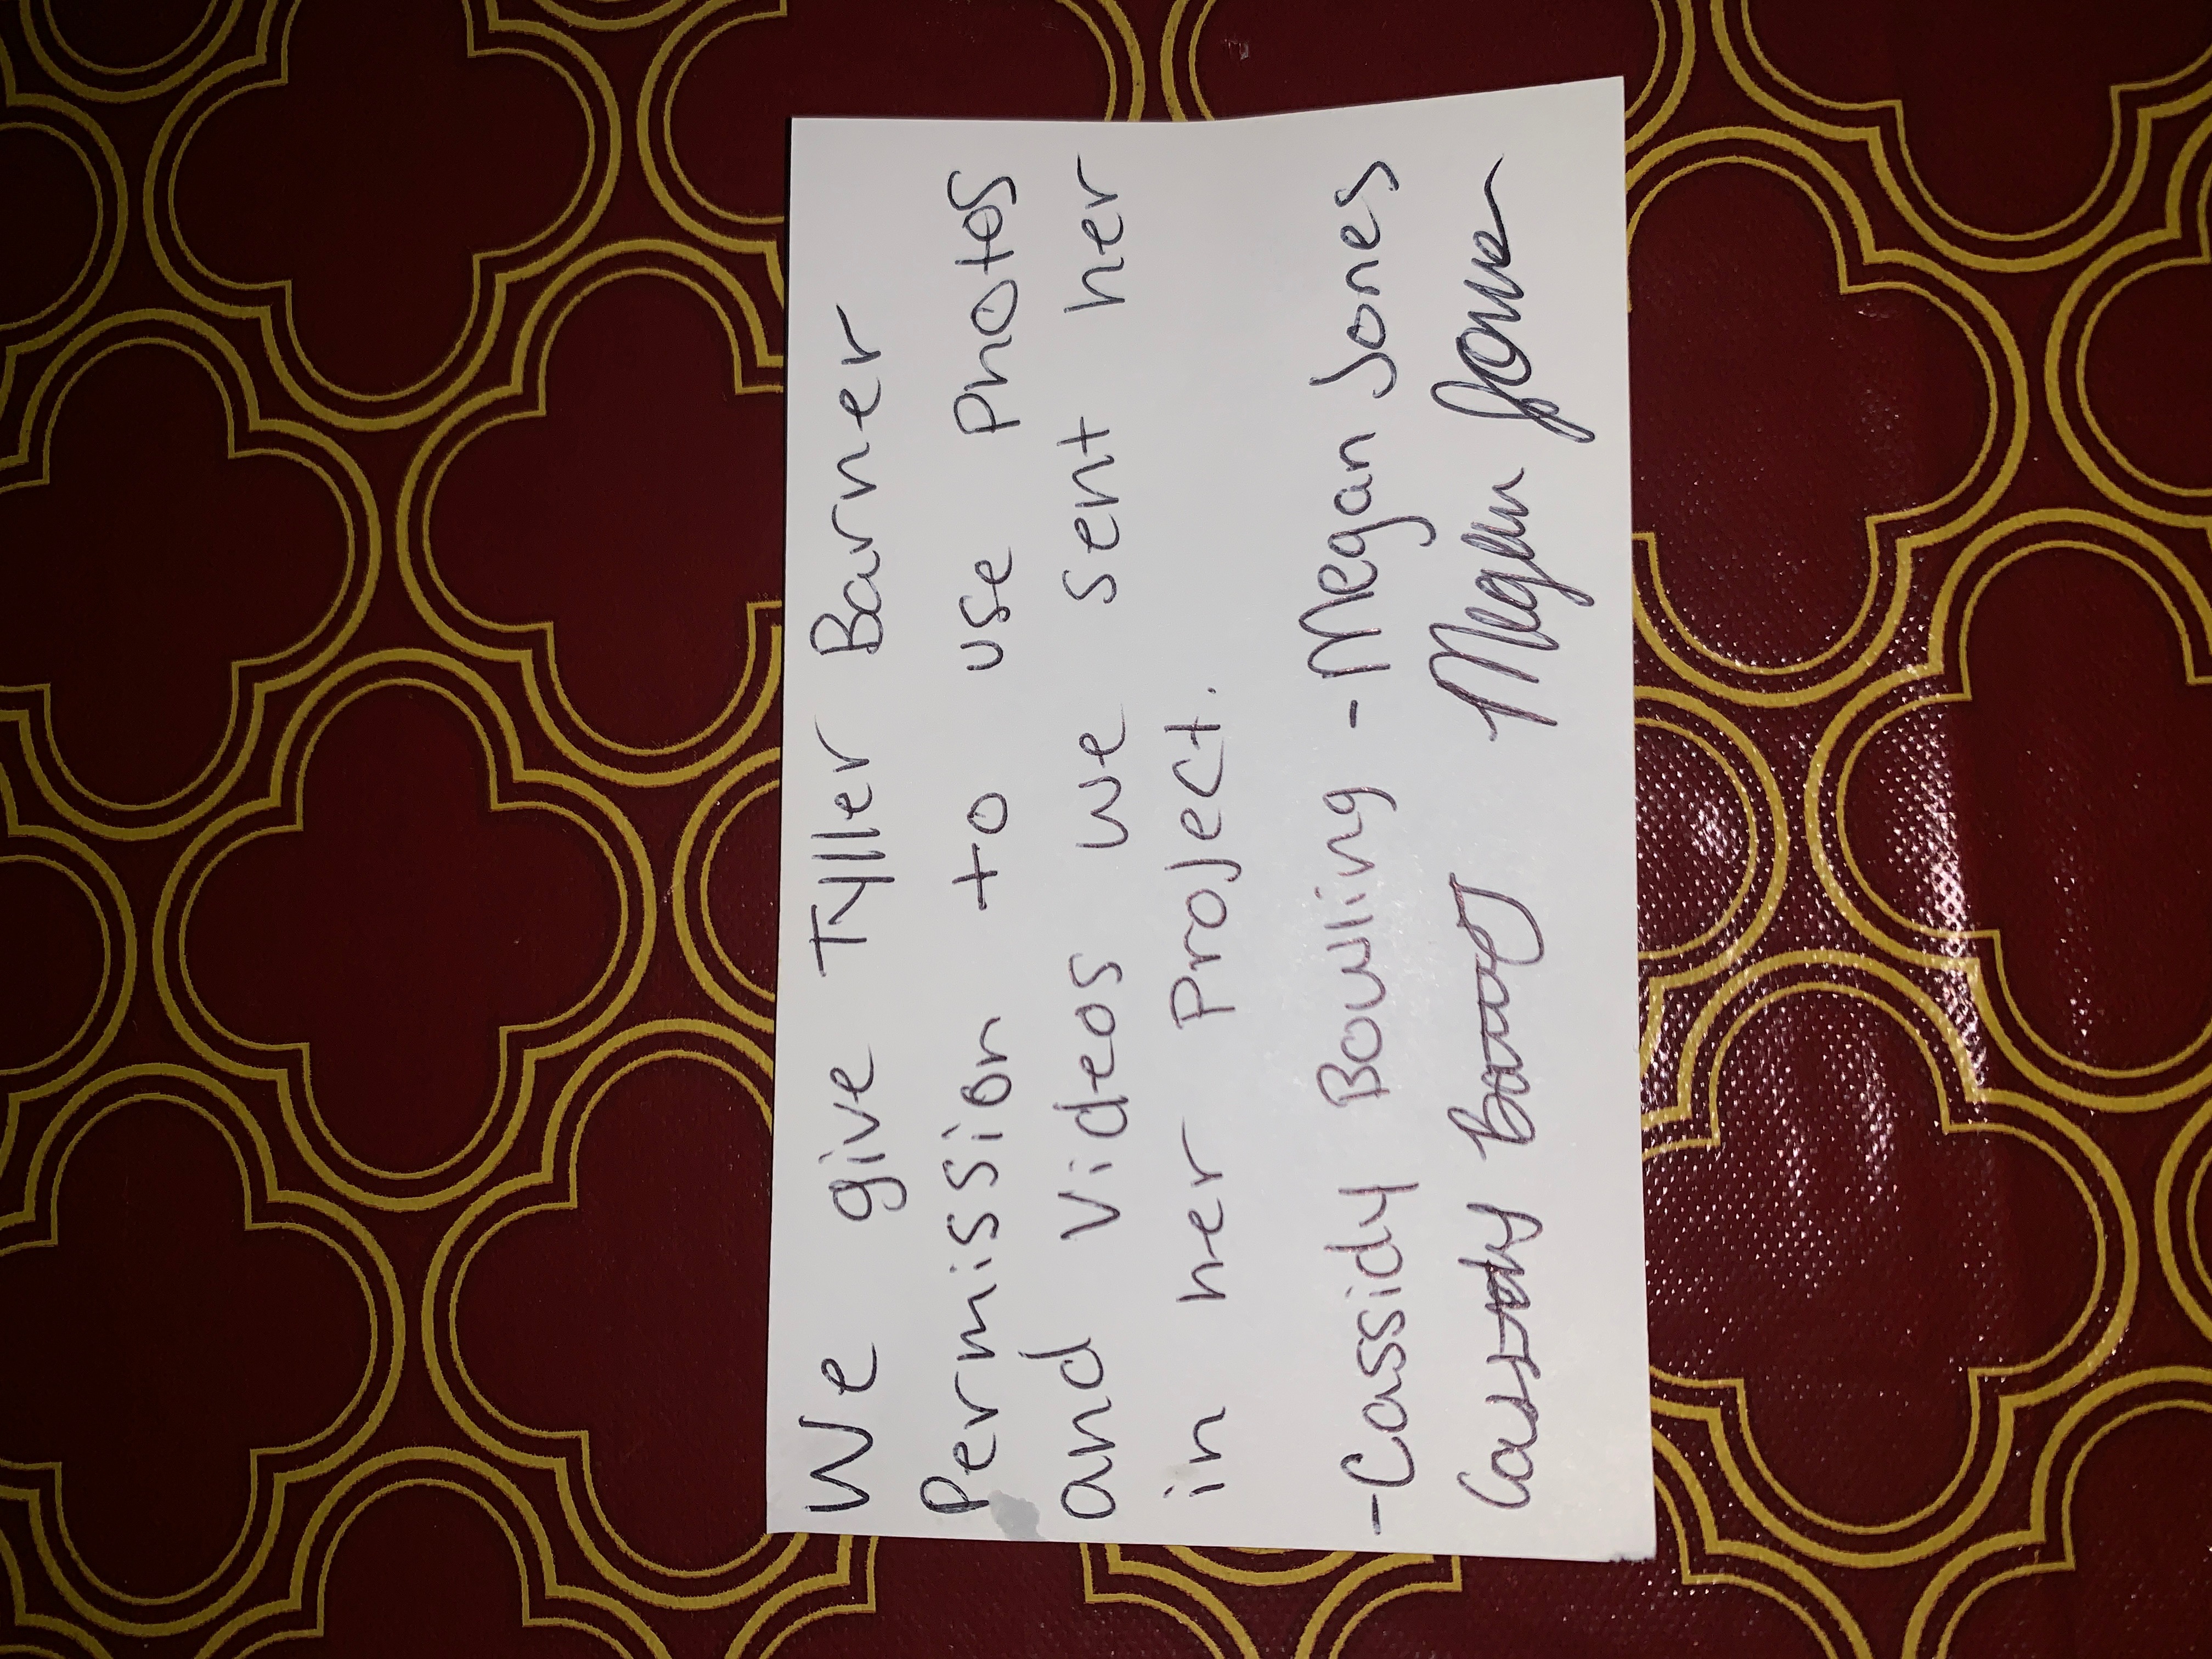 We give Tyller Barner
Permission to use Photos
and Videos we sent her
in her Project.
-Cassidy Bowling -Megan Jones
Cassidy Bowling Megan Jones